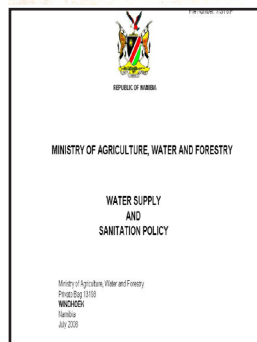 REPUBLIC OF NAMIBIA
MINISTRY OF AGRICULTURE, WATER AND FORESTRY
WATER SUPPLY
AND
SANITATION POLICY
Ministry of Agriculture, Water and Forestry
Private Bag 13193
WINDHOEK
Namibia
July 2008